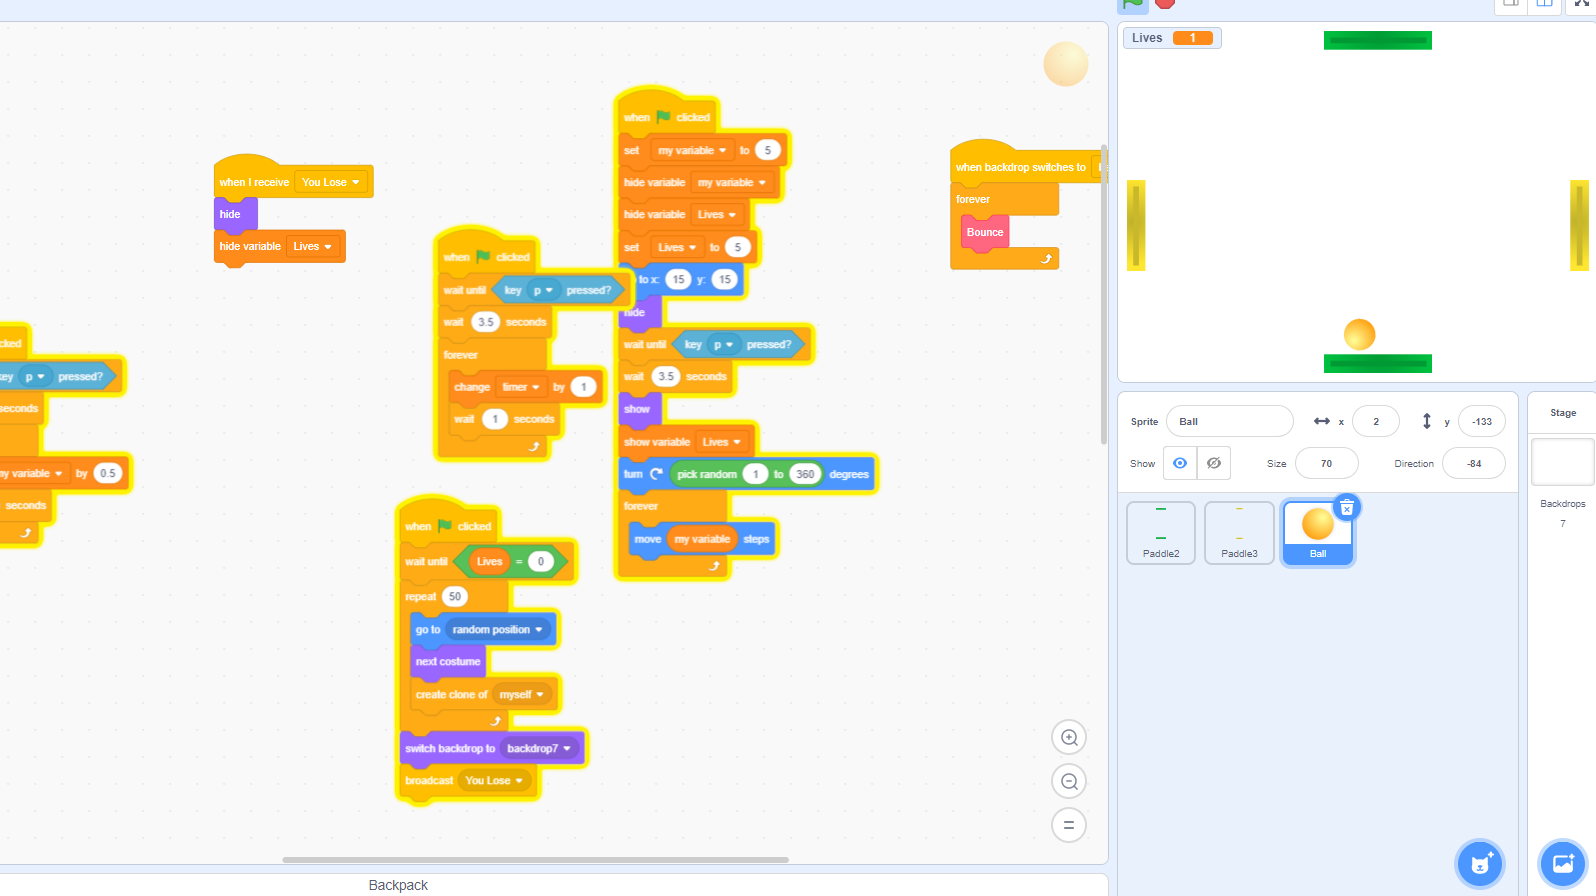 when I receive You Lose
hide
hide variable Lives
cked
key p pressed?
seconds
my variable by 0.5
seconds
when clicked
wait until key p pressed?
wait 3.5 seconds
forever
change timer by 1
wait 1 seconds
when clicked
wait until Lives = 0
repeat 50
go to random position
next costume
create clone of myself
switch backdrop to backdrop7
broadcast You Lose
when clicked
set my variable to 5
hide variable my variable
hide variable Lives
set Lives to 5
to x: 15 y: 15
hide
wait until key p pressed?
wait 3.5 seconds
show
show variable Lives
turn pick random 1 to 360 degrees
forever
move my variable steps
when backdrop switches to
forever
Bounce
Backpack
Lives 1
Sprite Ball x 2 y -133
Show Size 70 Direction -84
Paddle2
Paddle3
Ball
Stage
Backdrops
7